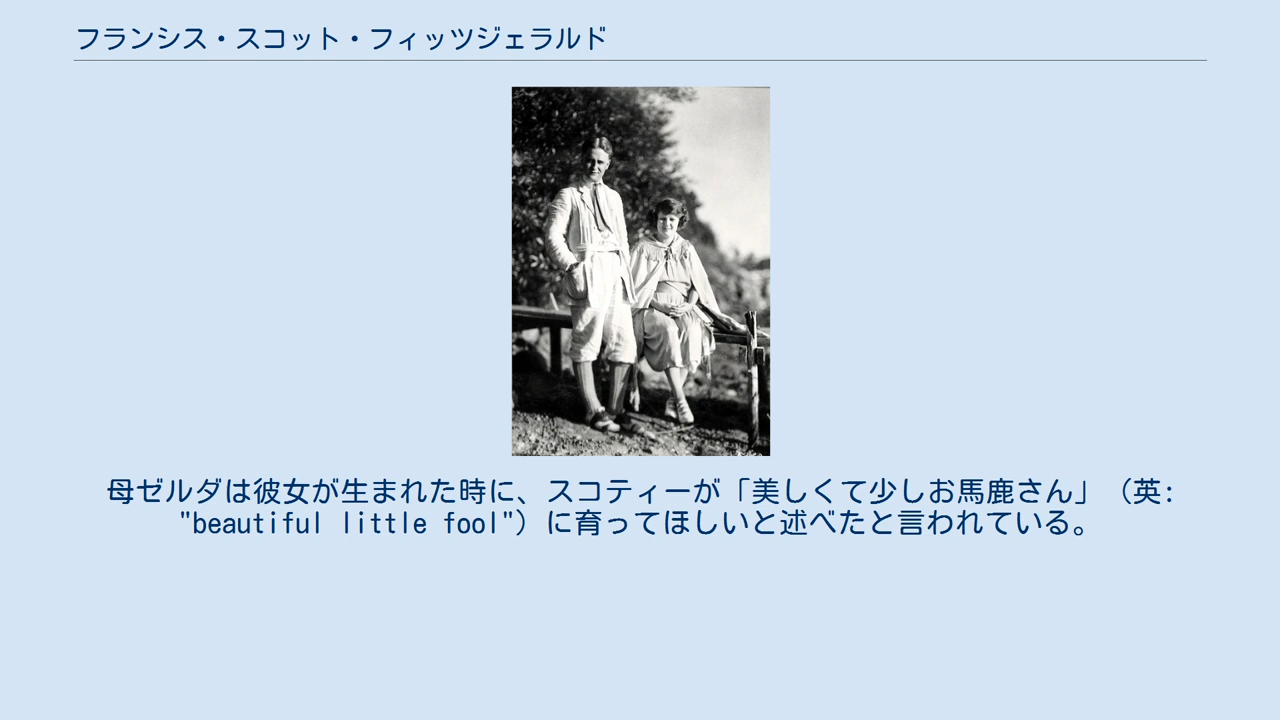 フランシス・スコット・フィッツジェラルド
母ゼルダは彼女が生まれた時に、スコティーが「美しくて少しお馬鹿さん」（英:
"beautiful little fool"）に育ってほしいと述べたと言われている。